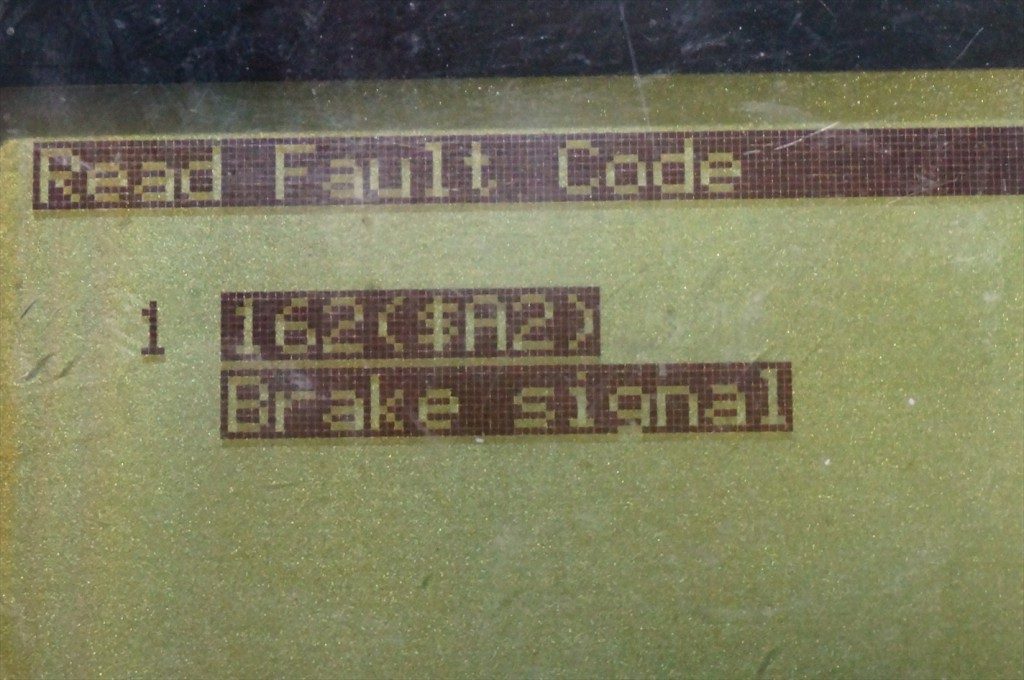 Read Fault Code
1 162($A2)
Brake signal